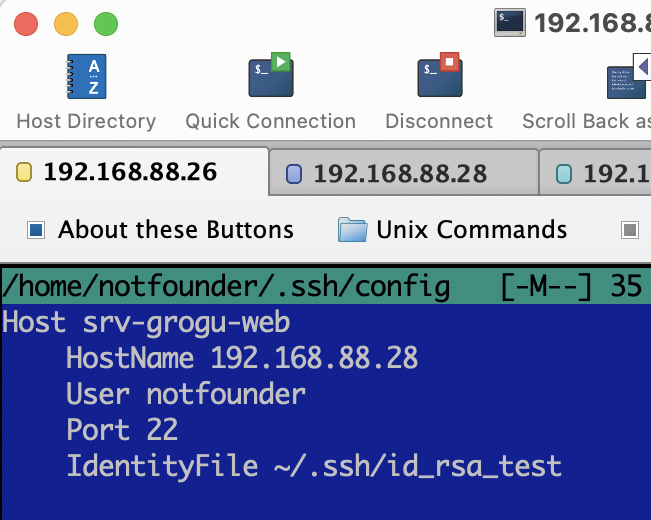 192.168.8
$_
$_
A
...
Z
Host Directory
Quick Connection
Disconnect
Scroll Back as
192.168.88.26
192.168.88.28
192.1
About these Buttons
Unix Commands
/home/notfounder/.ssh/config [-M--] 35
Host srv-grogu-web
HostName 192.168.88.28
User notfounder
Port 22
IdentityFile ~/.ssh/id_rsa_test